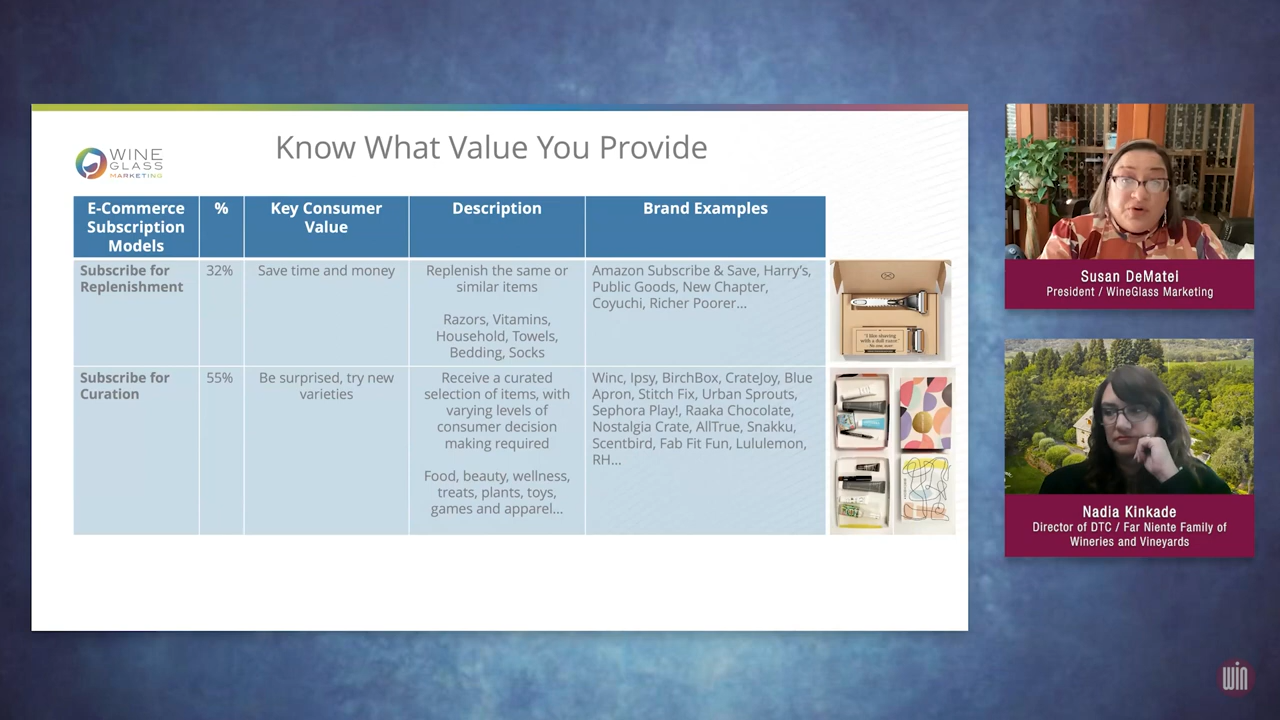 WINE
GLASS
MARKETING
Know What Value You Provide
E-Commerce
Subscription
Models
%
Key Consumer
Value
Description
Brand Examples
Subscribe for
Replenishment
32%
Save time and money
Replenish the same or
similar items
Razors, Vitamins,
Household, Towels,
Bedding, Socks
Amazon Subscribe & Save, Harry's,
Public Goods, New Chapter,
Coyuchi, Richer Poorer...
Subscribe for
Curation
55%
Be surprised, try new
varieties
Receive a curated
selection of items, with
varying levels of
consumer decision
making required
Food, beauty, wellness,
treats, plants, toys,
games and apparel...
Winc, Ipsy, BirchBox, CrateJoy, Blue
Apron, Stitch Fix, Urban Sprouts,
Sephora Play!, Raaka Chocolate,
Nostalgia Crate, AllTrue, Snakku,
Scentbird, Fab Fit Fun, Lululemon,
RH...
Susan DeMatei
President / WineGlass Marketing
Nadia Kinkade
Director of DTC / Far Niente Family of
Wineries and Vineyards
win